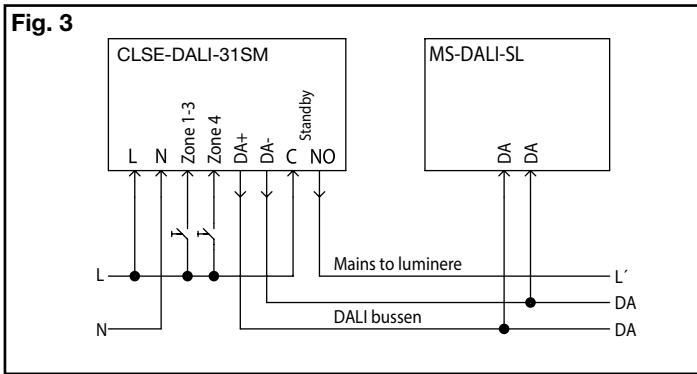 Fig. 3
CLSE-DALI-31SM
MS-DALI-SL
L N Zone 1-3 Zone 4 DA+ DA- C Standby NO
DA DA
L Mains to luminere L´
DA
DALI bussen
N DA